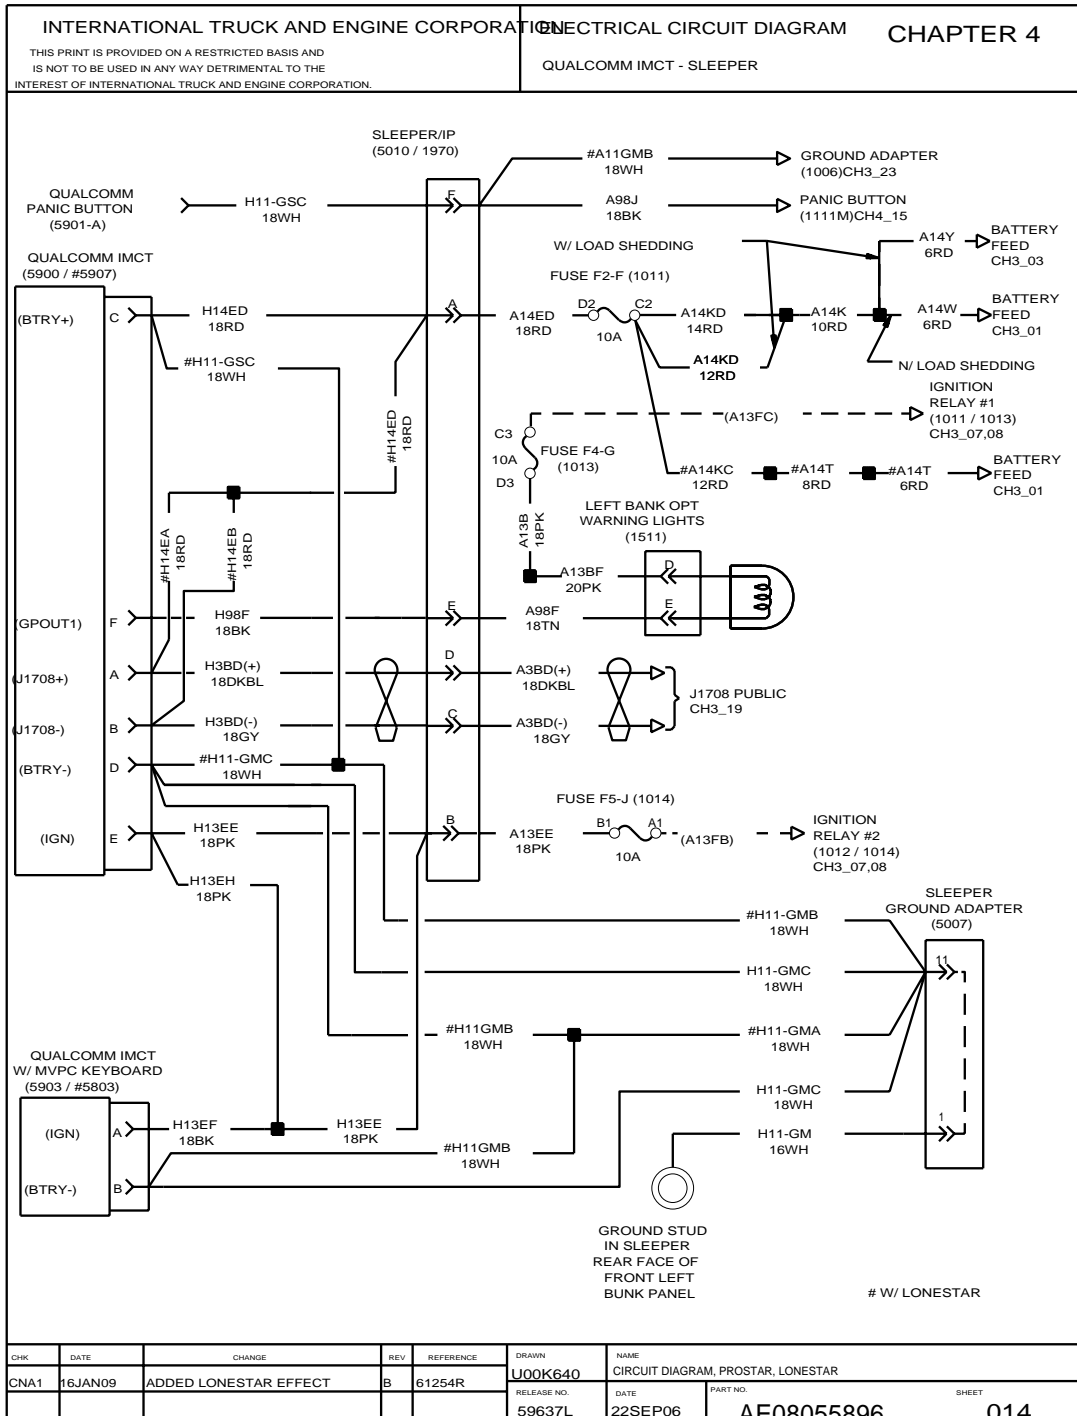 INTERNATIONAL TRUCK AND ENGINE CORPORATION
ELECTRICAL CIRCUIT DIAGRAM
CHAPTER 4
THIS PRINT IS PROVIDED ON A RESTRICTED BASIS AND
IS NOT TO BE USED IN ANY WAY DETRIMENTAL TO THE
INTEREST OF INTERNATIONAL TRUCK AND ENGINE CORPORATION.
QUALCOMM IMCT - SLEEPER
SLEEPER/IP
(5010 / 1970)
#A11GMB
18WH
GROUND ADAPTER
(1006)CH3_23
QUALCOMM
PANIC BUTTON
(5901-A)
H11-GSC
18WH
F
A98J
18BK
PANIC BUTTON
(1111M)CH4_15
W/ LOAD SHEDDING
A14Y
6RD
BATTERY
FEED
CH3_03
QUALCOMM IMCT
(5900 / #5907)
FUSE F2-F (1011)
(BTRY+)
C
H14ED
18RD
A
A14ED
18RD
D2
C2
10A
A14KD
14RD
A14K
10RD
A14W
6RD
BATTERY
FEED
CH3_01
#H11-GSC
18WH
A14KD
12RD
N/ LOAD SHEDDING
#H14ED
18RD
(A13FC)
IGNITION
RELAY #1
(1011 / 1013)
CH3_07,08
C3
10A
D3
FUSE F4-G
(1013)
#A14KC
12RD
#A14T
8RD
#A14T
6RD
BATTERY
FEED
CH3_01
#H14EA
18RD
#H14EB
18RD
A13B
18PK
LEFT BANK OPT
WARNING LIGHTS
(1511)
A13BF
20PK
D
E
(GPOUT1)
F
H98F
18BK
E
A98F
18TN
(J1708+)
A
H3BD(+)
18DKBL
D
A3BD(+)
18DKBL
J1708 PUBLIC
CH3_19
(J1708-)
B
H3BD(-)
18GY
C
A3BD(-)
18GY
(BTRY-)
D
#H11-GMC
18WH
FUSE F5-J (1014)
(IGN)
E
H13EE
18PK
B
A13EE
18PK
B1
A1
10A
(A13FB)
IGNITION
RELAY #2
(1012 / 1014)
CH3_07,08
H13EH
18PK
SLEEPER
GROUND ADAPTER
(5007)
#H11-GMB
18WH
11
H11-GMC
18WH
#H11GMB
18WH
#H11-GMA
18WH
QUALCOMM IMCT
W/ MVPC KEYBOARD
(5903 / #5803)
H11-GMC
18WH
(IGN)
A
H13EF
18BK
H13EE
18PK
H11-GM
16WH
1
#H11GMB
18WH
(BTRY-)
B
GROUND STUD
IN SLEEPER
REAR FACE OF
FRONT LEFT
BUNK PANEL
# W/ LONESTAR
CHK
DATE
CHANGE
REV
REFERENCE
DRAWN
NAME
CNA1
16JAN09
ADDED LONESTAR EFFECT
B
61254R
U00K640
CIRCUIT DIAGRAM, PROSTAR, LONESTAR
RELEASE NO.
DATE
PART NO.
SHEET
59637L
22SEP06
AE08055896
014